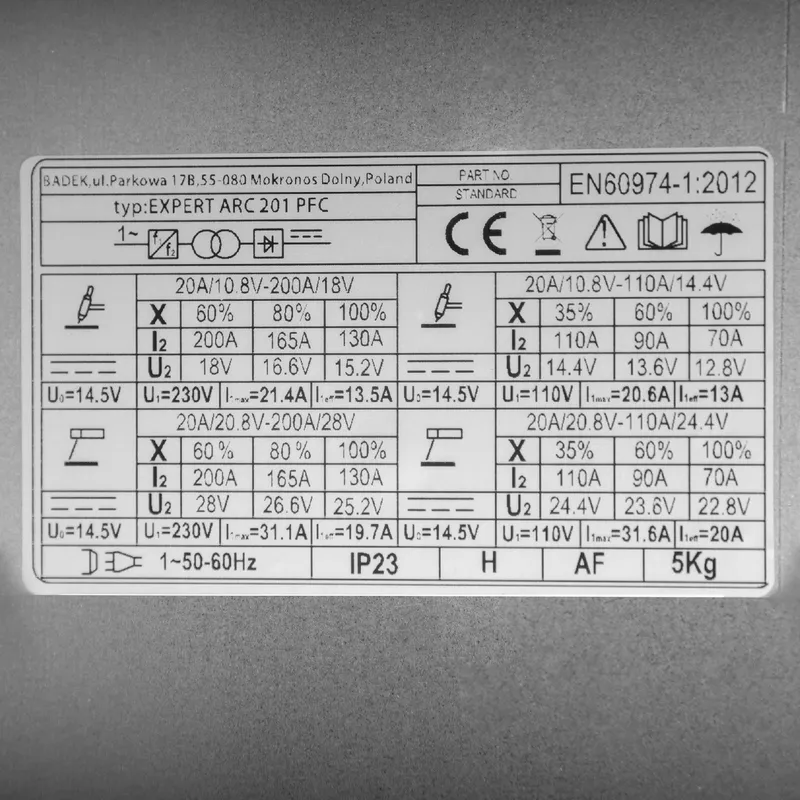 BADEK,ul.Parkowa 17B,55-080 Mokronos Dolny,Poland
PART NO
STANDARD
EN60974-1:2012
typ:EXPERT ARC 201 PFC
CE
1~ f₁ f₂
20A/10.8V-200A/18V
X 60% 80% 100%
I₂ 200A 165A 130A
U₂ 18V 16.6V 15.2V
U₀=14.5V U₁=230V I₁max=21.4A I₁eff=13.5A
20A/10.8V-110A/14.4V
X 35% 60% 100%
I₂ 110A 90A 70A
U₂ 14.4V 13.6V 12.8V
U₀=14.5V U₁=110V I₁max=20.6A I₁eff=13A
20A/20.8V-200A/28V
X 60% 80% 100%
I₂ 200A 165A 130A
U₂ 28V 26.6V 25.2V
U₀=14.5V U₁=230V I₁max=31.1A I₁eff=19.7A
20A/20.8V-110A/24.4V
X 35% 60% 100%
I₂ 110A 90A 70A
U₂ 24.4V 23.6V 22.8V
U₀=14.5V U₁=110V I₁max=31.6A I₁eff=20A
1~50-60Hz IP23 H AF 5Kg